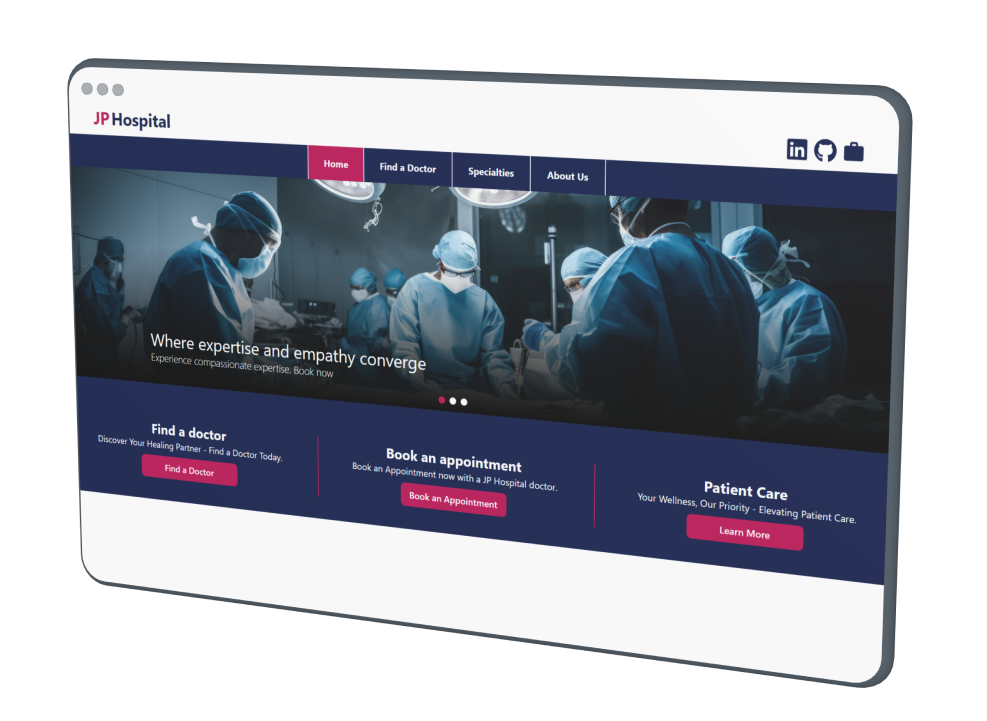 JP Hospital
in
Home
Find a Doctor
Specialties
About Us
Where expertise and empathy converge
Experience compassionate expertise. Book now
Find a doctor
Discover Your Healing Partner - Find a Doctor Today.
Find a Doctor
Book an appointment
Book an Appointment now with a JP Hospital doctor.
Book an Appointment
Patient Care
Your Wellness, Our Priority - Elevating Patient Care.
Learn More